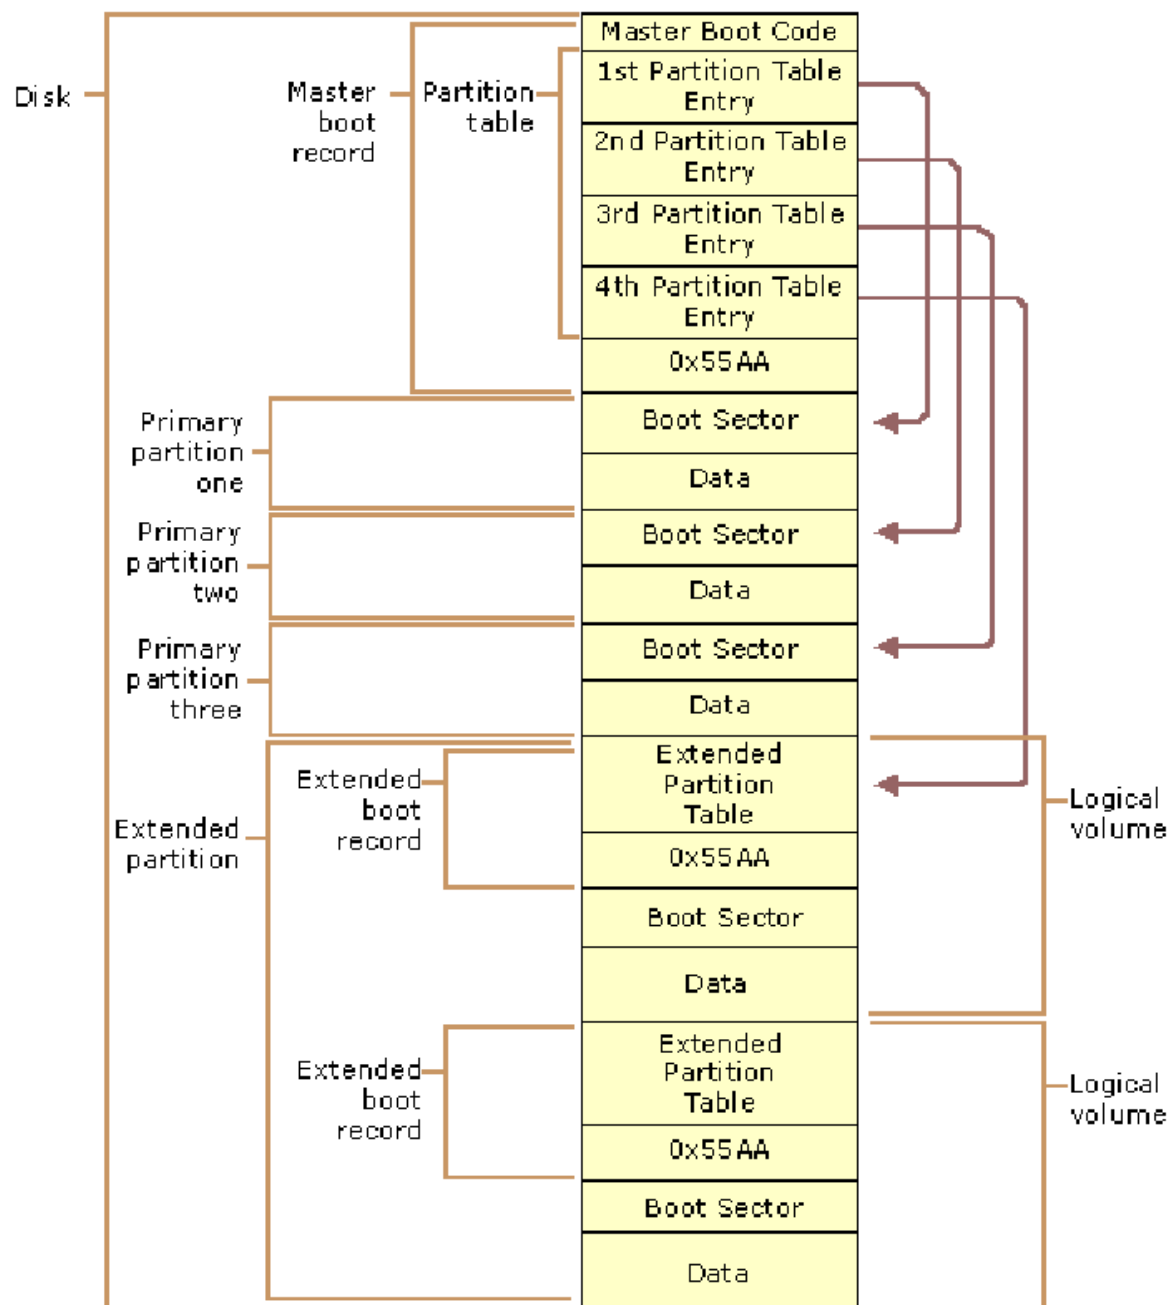 Master Boot Code
1st Partition Table
Entry
2nd Partition Table
Entry
3rd Partition Table
Entry
4th Partition Table
Entry
0x55AA
Boot Sector
Data
Boot Sector
Data
Boot Sector
Data
Extended
Partition
Table
0x55AA
Boot Sector
Data
Extended
Partition
Table
0x55AA
Boot Sector
Data
Disk
Master
boot
record
Partition
table
Primary
partition
one
Primary
partition
two
Primary
partition
three
Extended
partition
Extended
boot
record
Extended
boot
record
Logical
volume
Logical
volume